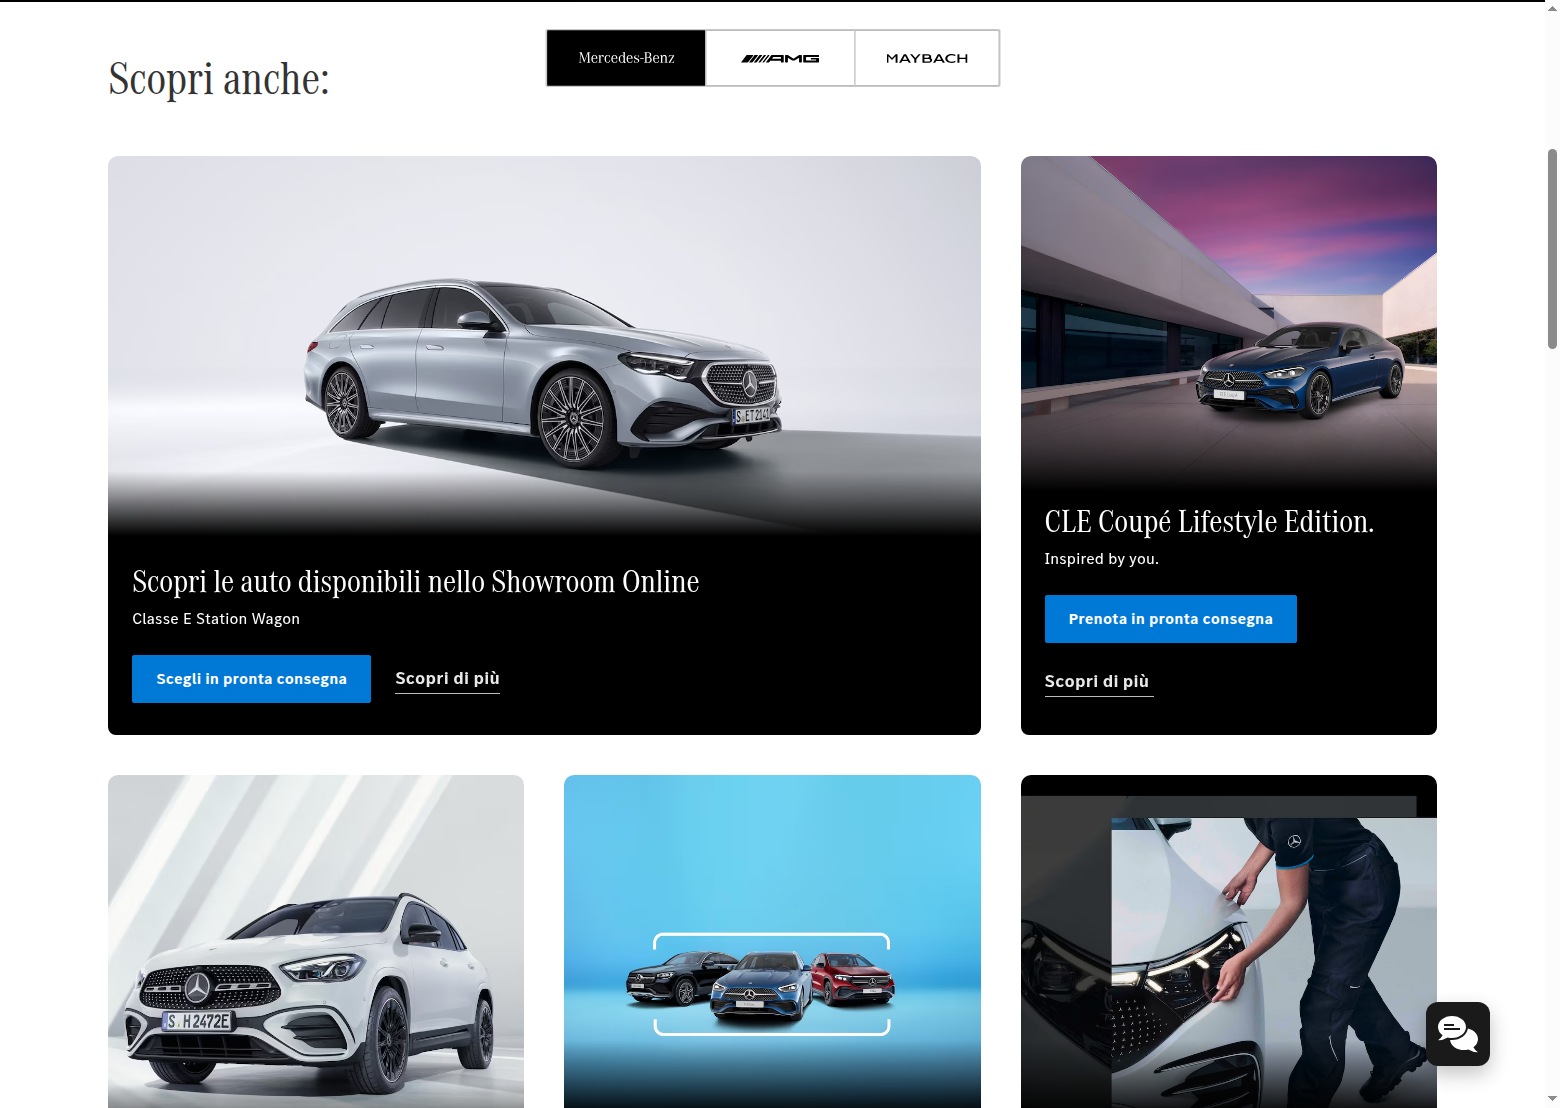 Mercedes-Benz
AMG
MAYBACH
Scopri anche:
S ET2141
Scopri le auto disponibili nello Showroom Online
Classe E Station Wagon
Scegli in pronta consegna
Scopri di più
CLE Coupé Lifestyle Edition.
Inspired by you.
Prenota in pronta consegna
Scopri di più
S H 2472E